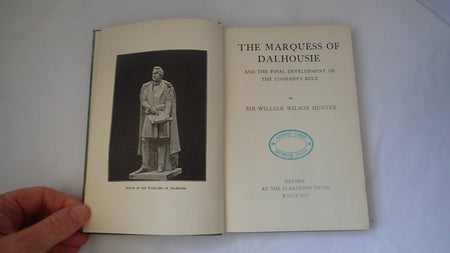 THE MARQUESS OF
DALHOUSIE
AND THE FINAL DEVELOPMENT OF
THE COMPANY'S RULE
BY
SIR WILLIAM WILSON HUNTER
OXFORD
AT THE CLARENDON PRESS